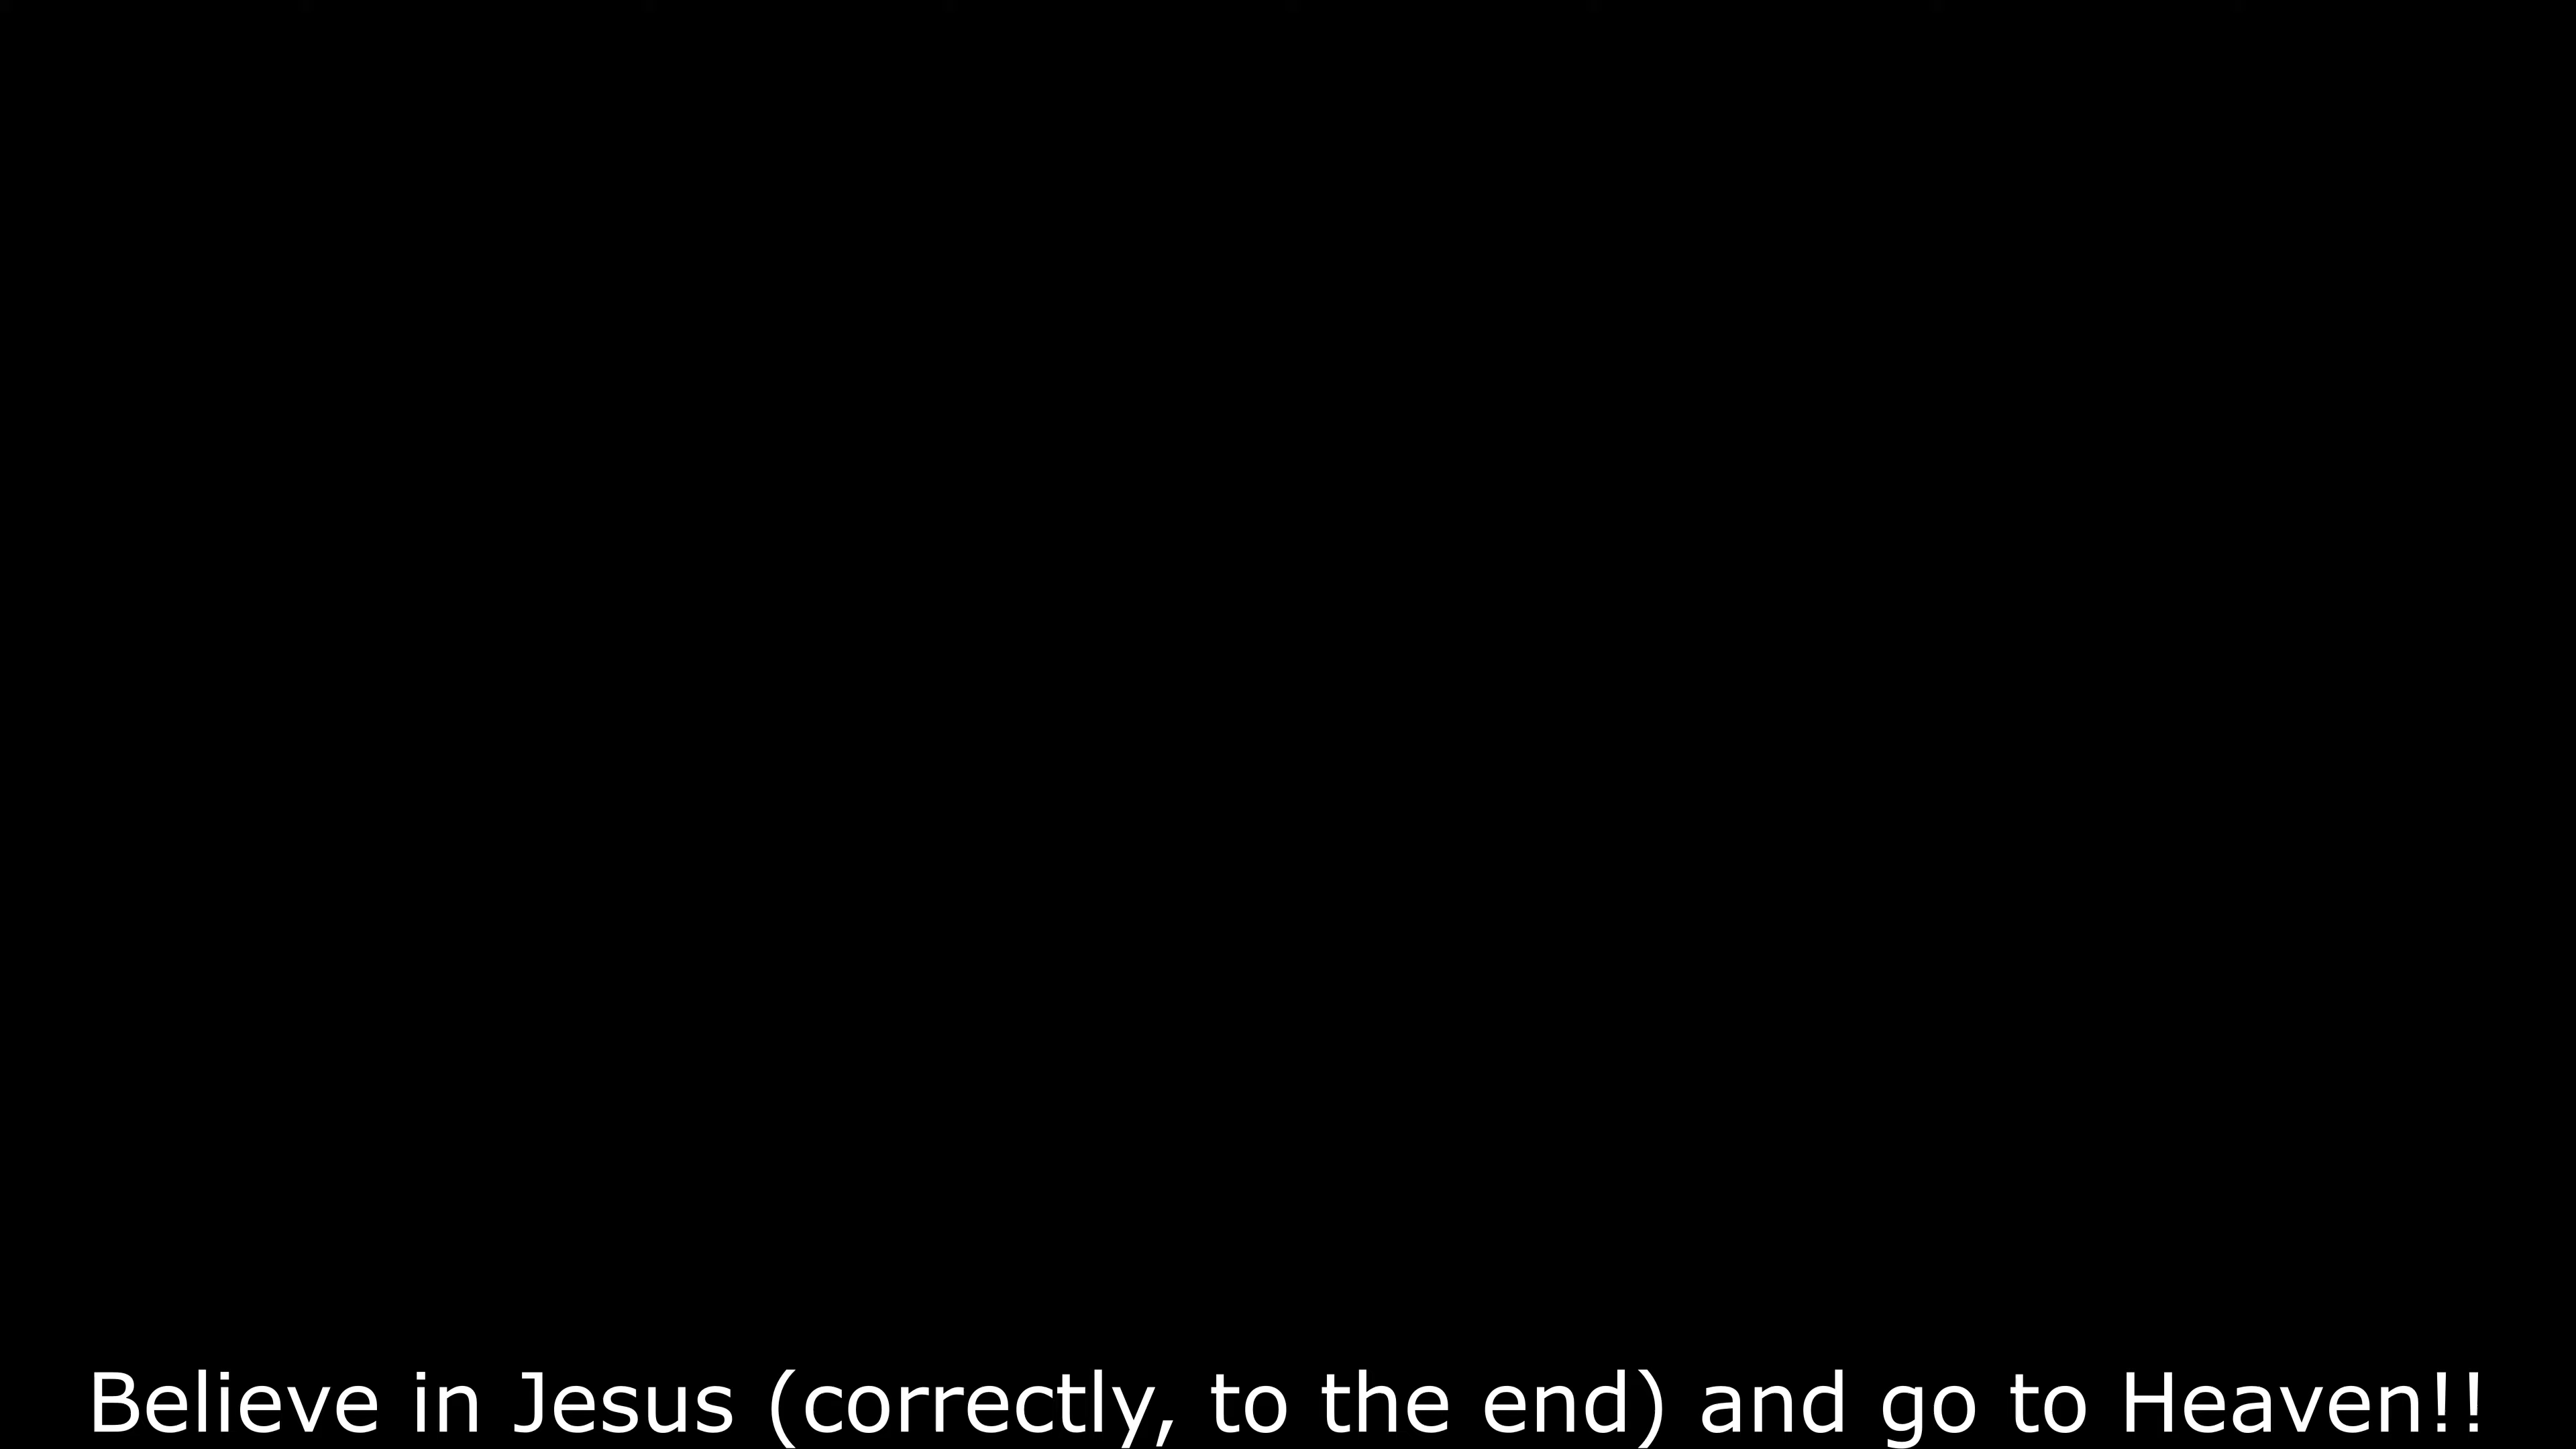 Believe in Jesus (correctly, to the end) and go to Heaven!!